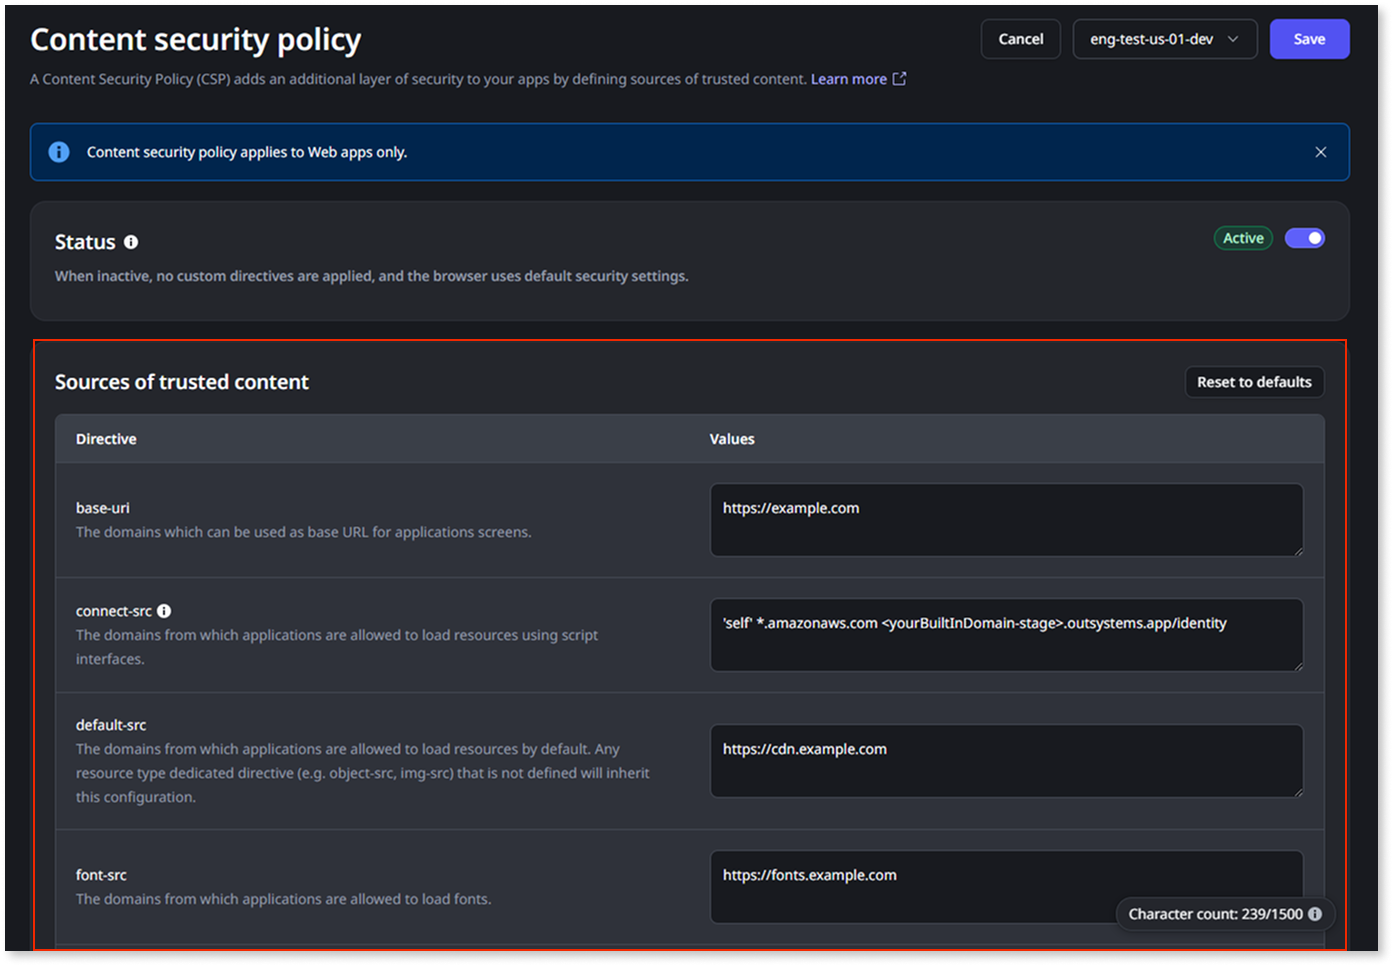 Content security policy
Cancel
eng-test-us-01-dev
Save
A Content Security Policy (CSP) adds an additional layer of security to your apps by defining sources of trusted content. Learn more
Content security policy applies to Web apps only.
Status
Active
When inactive, no custom directives are applied, and the browser uses default security settings.
Sources of trusted content
Reset to defaults
Directive
Values
base-uri
The domains which can be used as base URL for applications screens.
https://example.com
connect-src
The domains from which applications are allowed to load resources using script
interfaces.
'self' *.amazonaws.com <yourBuiltInDomain-stage>.outsystems.app/identity
default-src
The domains from which applications are allowed to load resources by default. Any
resource type dedicated directive (e.g. object-src, img-src) that is not defined will inherit
this configuration.
https://cdn.example.com
font-src
The domains from which applications are allowed to load fonts.
https://fonts.example.com
Character count: 239/1500